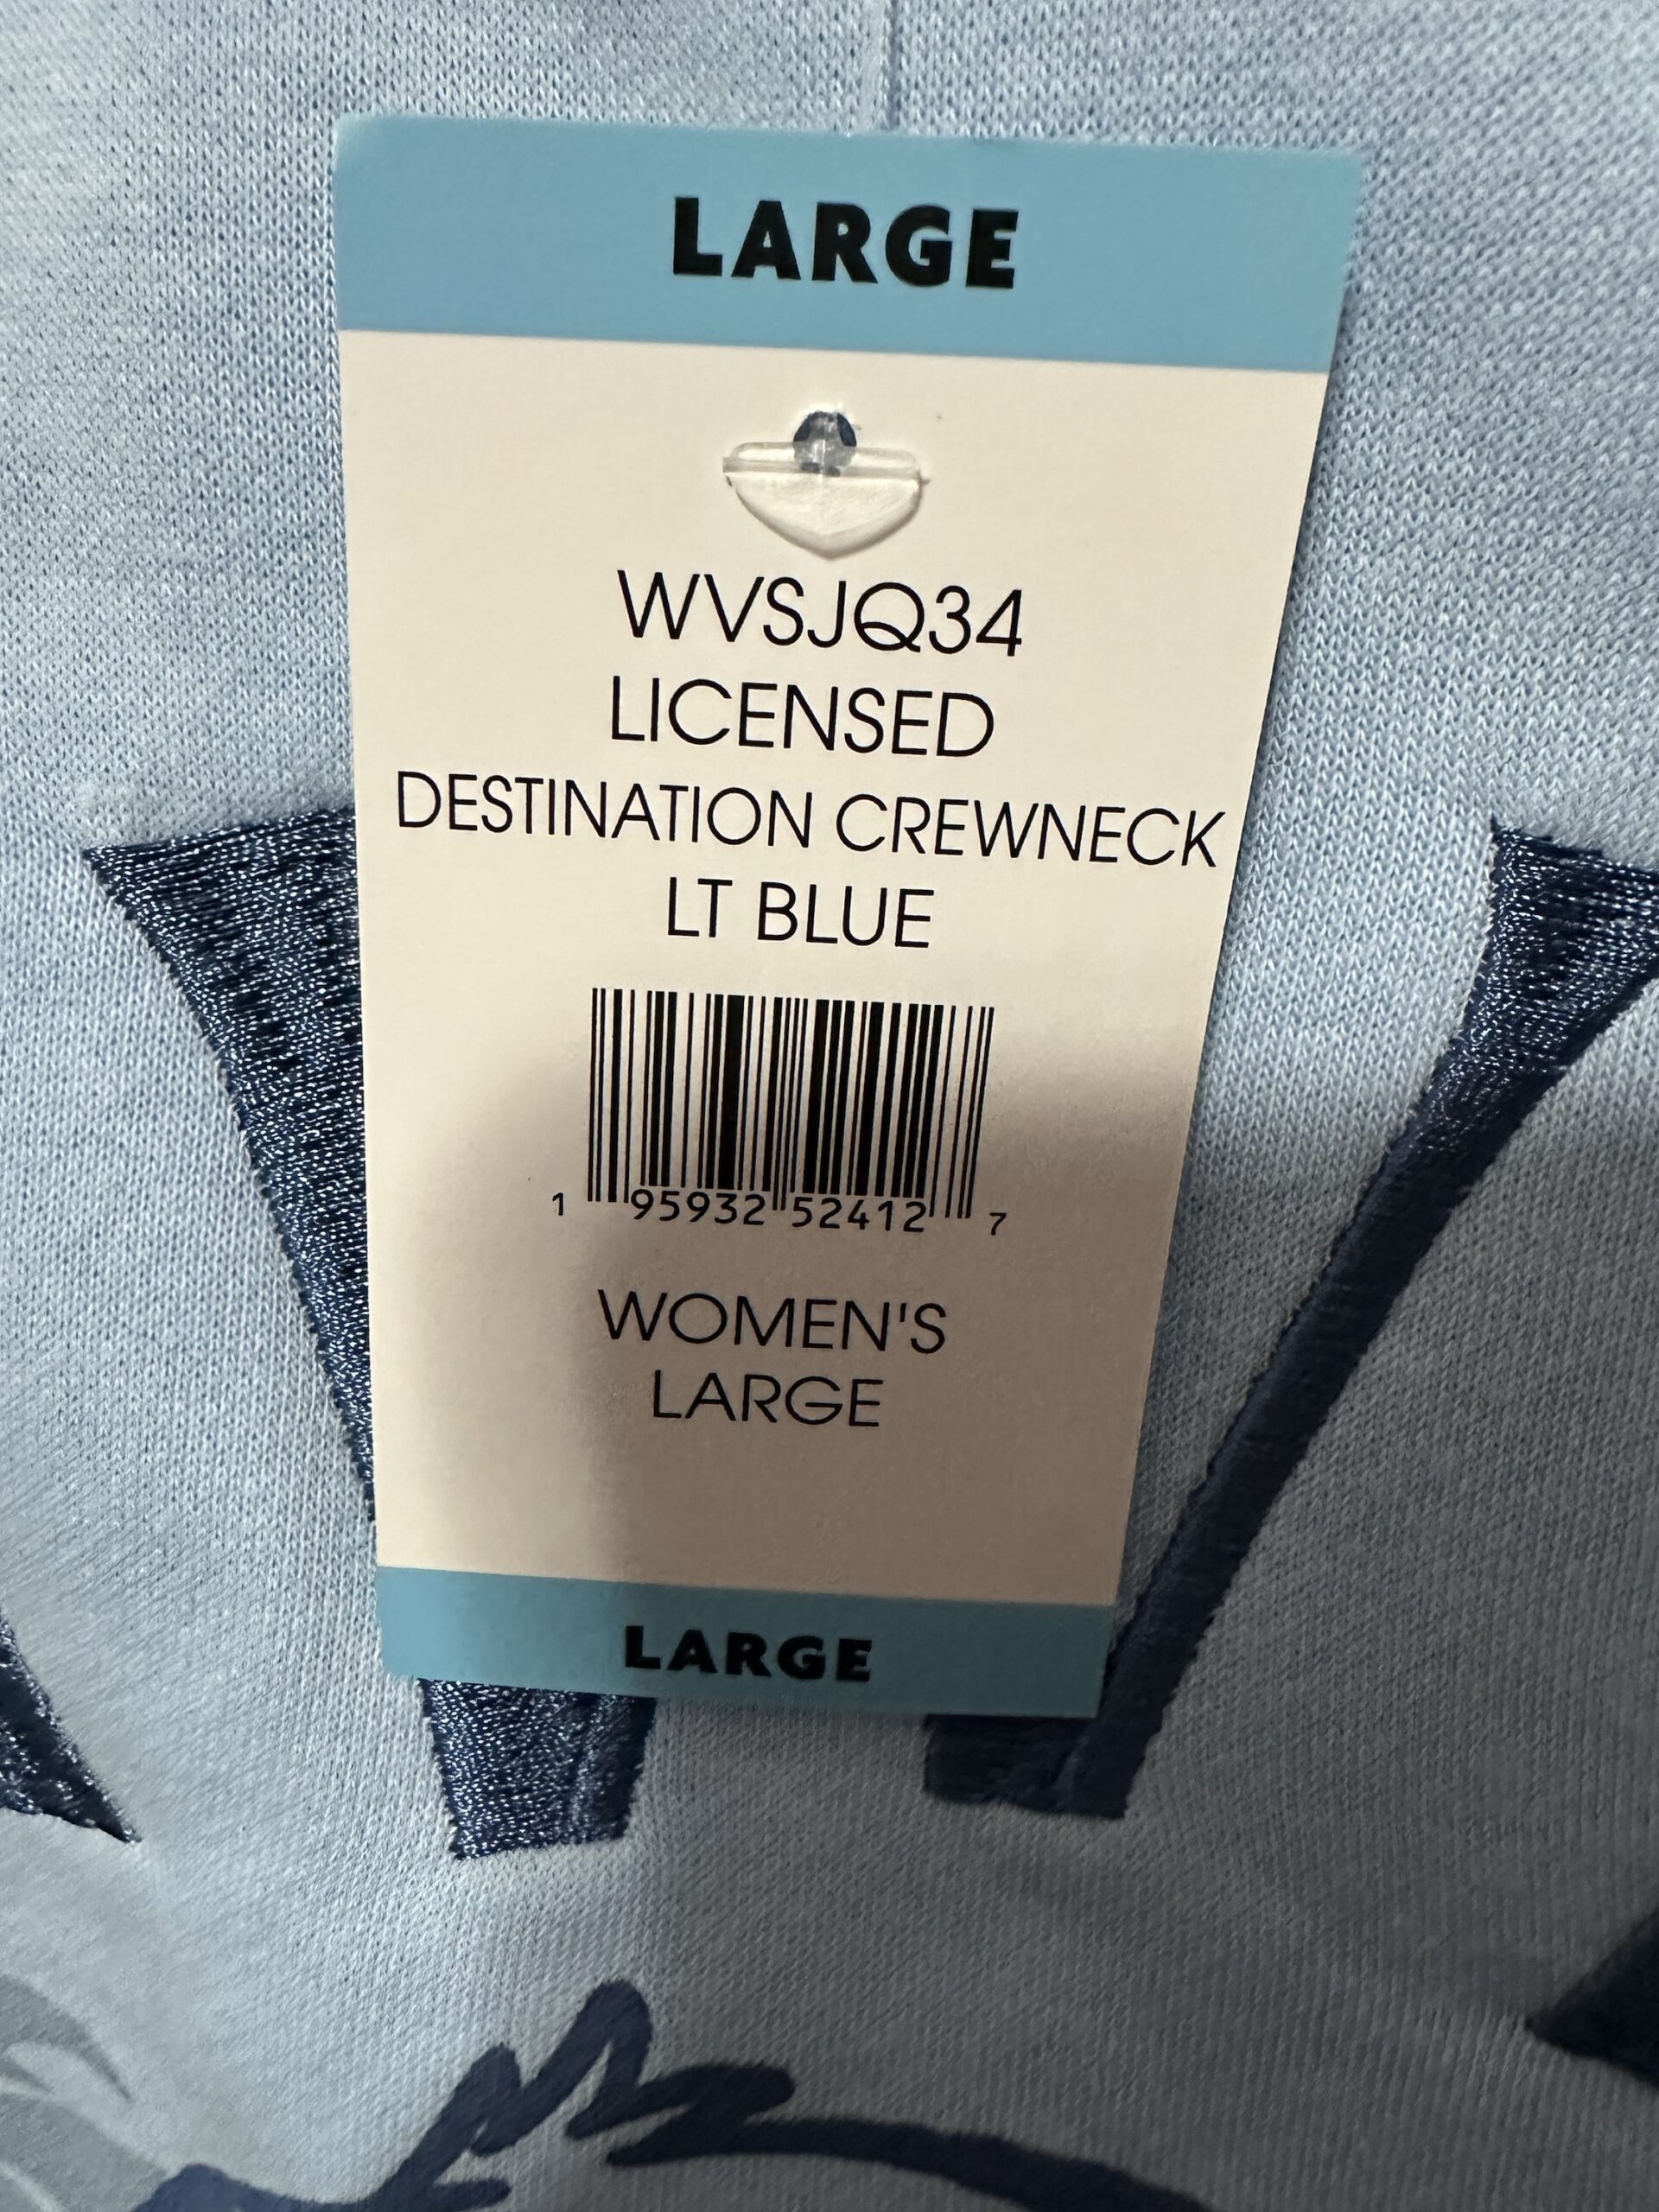 LARGE
WVSJQ34
LICENSED
DESTINATION CREWNECK
LT BLUE
1 95932 52412 7
WOMEN'S
LARGE
LARGE